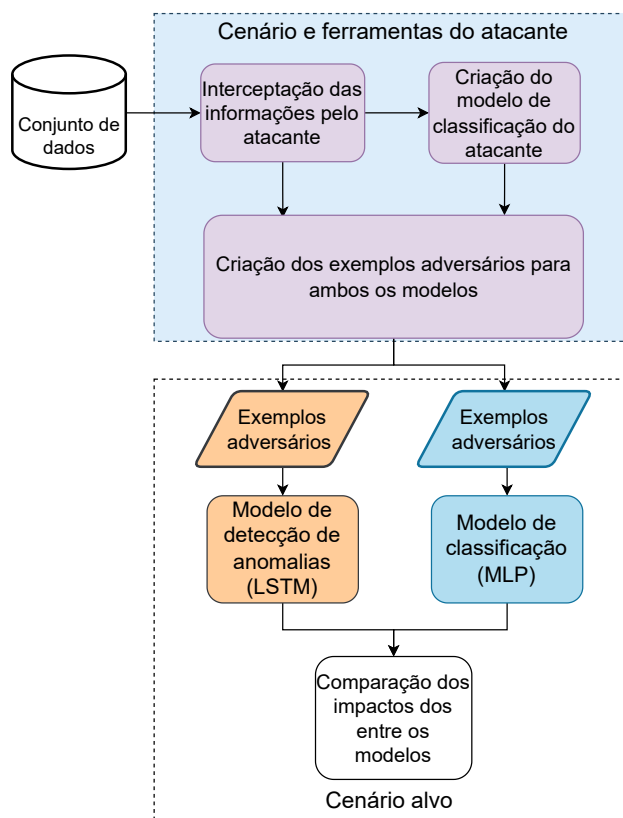 Cenário e ferramentas do atacante
Conjunto de
dados
Interceptação das
informações pelo
atacante
Criação do
modelo de
classificação do
atacante
Criação dos exemplos adversários para
ambos os modelos
Exemplos
adversários
Exemplos
adversários
Modelo de
detecção de
anomalias
(LSTM)
Modelo de
classificação
(MLP)
Comparação dos
impactos dos
entre os
modelos
Cenário alvo